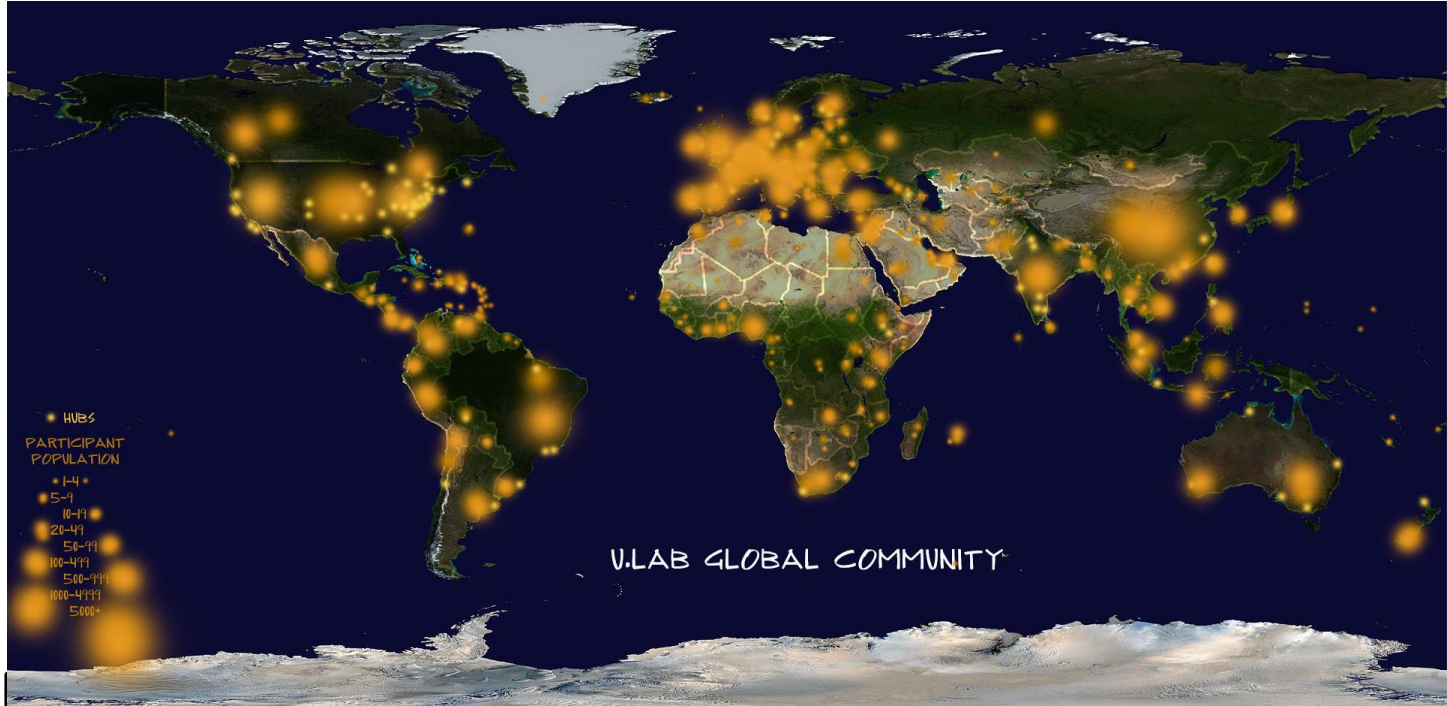 HUBS
PARTICIPANT
POPULATION
1-4
5-9
10-19
20-49
50-99
100-499
500-999
1000-4999
5000+
U.LAB GLOBAL COMMUNITY